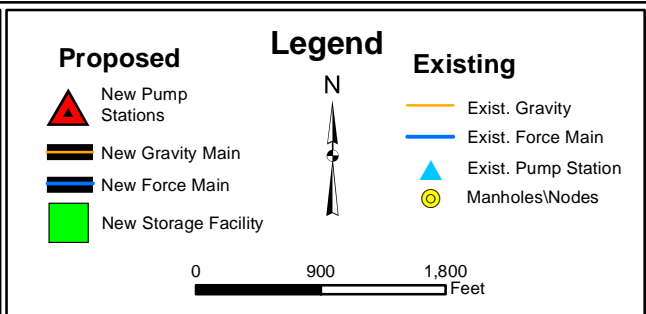 Legend
Proposed
New Pump
Stations
New Gravity Main
New Force Main
New Storage Facility
N
Existing
Exist. Gravity
Exist. Force Main
Exist. Pump Station
Manholes\Nodes
0 900 1,800
Feet